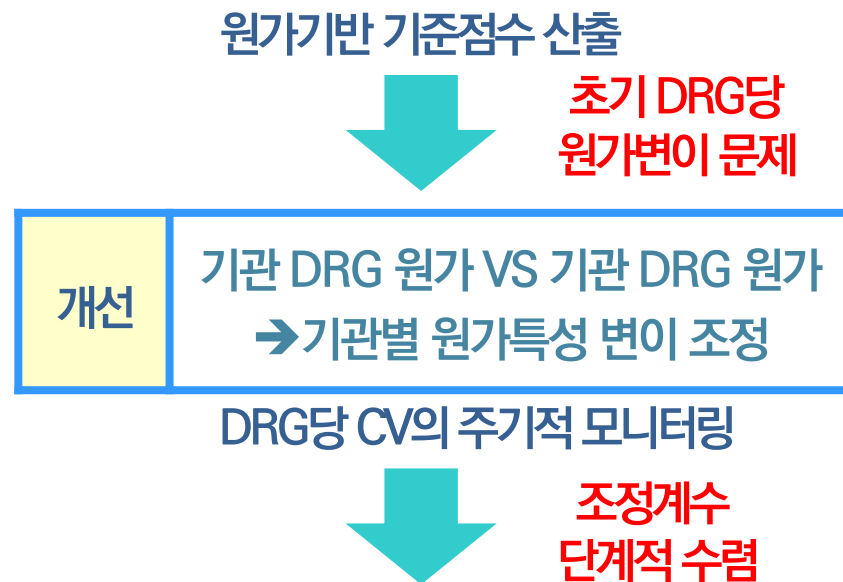 원가기반 기준점수 산출
초기 DRG당
원가변이 문제
개선
기관 DRG 원가 VS 기관 DRG 원가
➔기관별 원가특성 변이 조정
DRG당 CV의 주기적 모니터링
조정계수
단계적 수렴